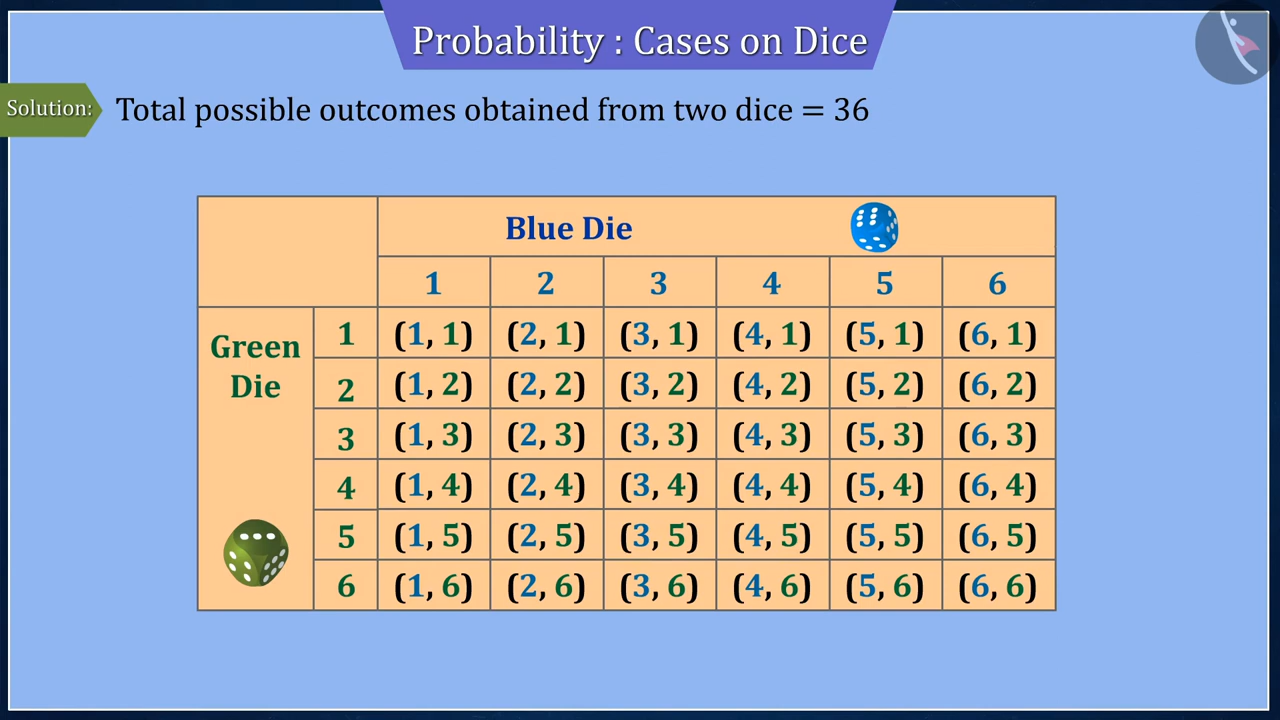 Probability : Cases on Dice
Solution: Total possible outcomes obtained from two dice = 36
Blue Die
1 2 3 4 5 6
Green Die
1 (1, 1) (2, 1) (3, 1) (4, 1) (5, 1) (6, 1)
2 (1, 2) (2, 2) (3, 2) (4, 2) (5, 2) (6, 2)
3 (1, 3) (2, 3) (3, 3) (4, 3) (5, 3) (6, 3)
4 (1, 4) (2, 4) (3, 4) (4, 4) (5, 4) (6, 4)
5 (1, 5) (2, 5) (3, 5) (4, 5) (5, 5) (6, 5)
6 (1, 6) (2, 6) (3, 6) (4, 6) (5, 6) (6, 6)